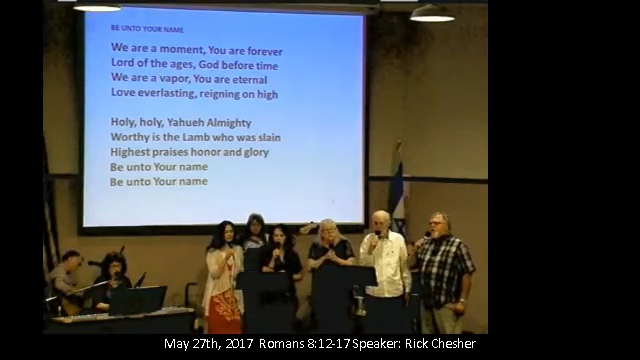 BE UNTO YOUR NAME
We are a moment, You are forever
Lord of the ages, God before time
We are a vapor, You are eternal
Love everlasting, reigning on high
Holy, holy, Yahueh Almighty
Worthy is the Lamb who was slain
Highest praises honor and glory
Be unto Your name
Be unto Your name
May 27th, 2017 Romans 8:12-17 Speaker: Rick Chesher